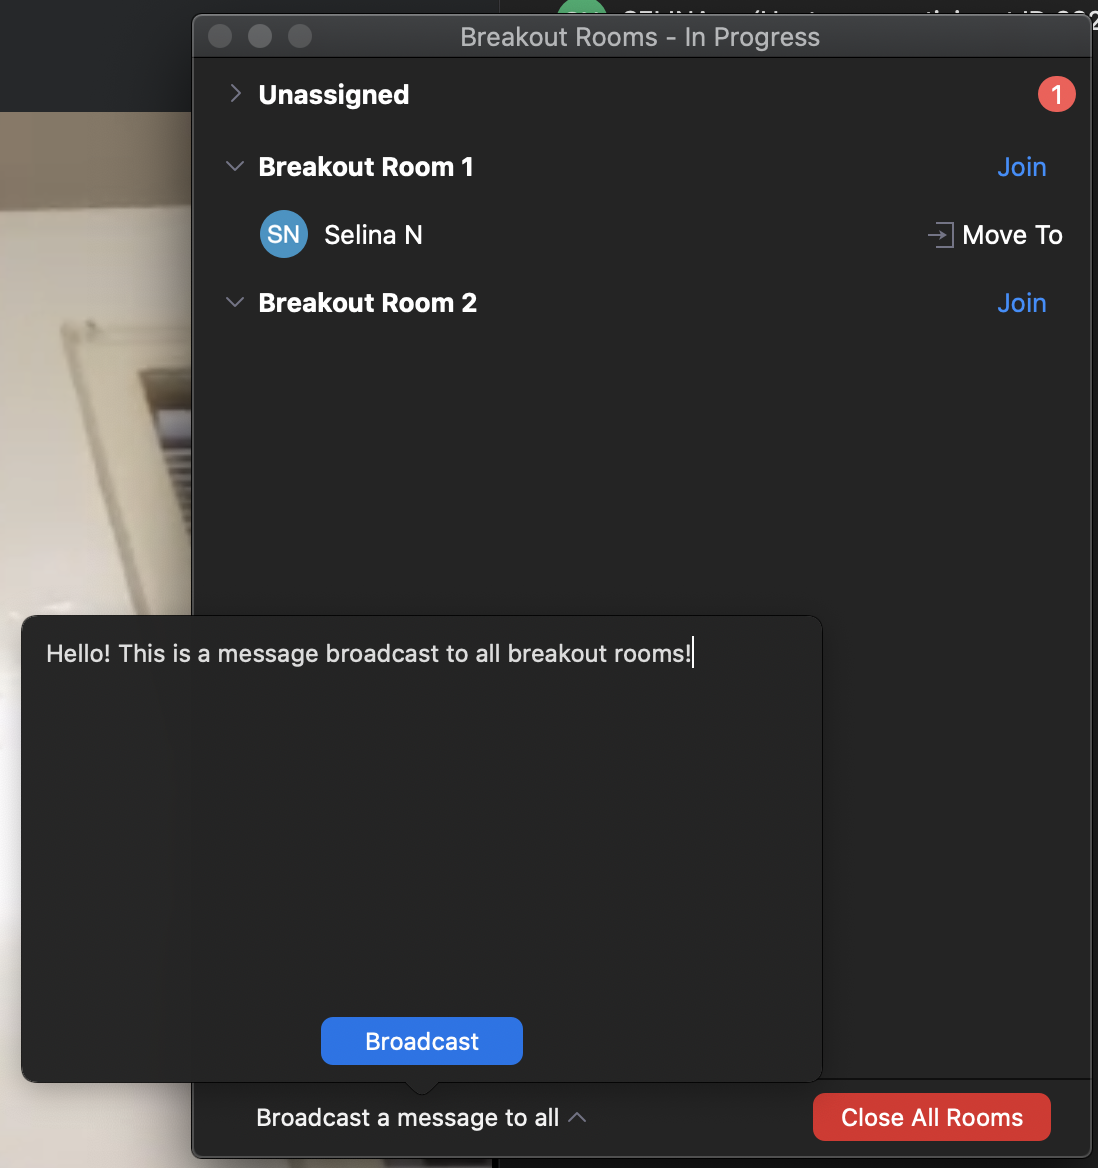 Breakout Rooms - In Progress
Unassigned
1
Breakout Room 1
Join
SN
Selina N
Move To
Breakout Room 2
Join
Hello! This is a message broadcast to all breakout rooms!
Broadcast
Broadcast a message to all
Close All Rooms